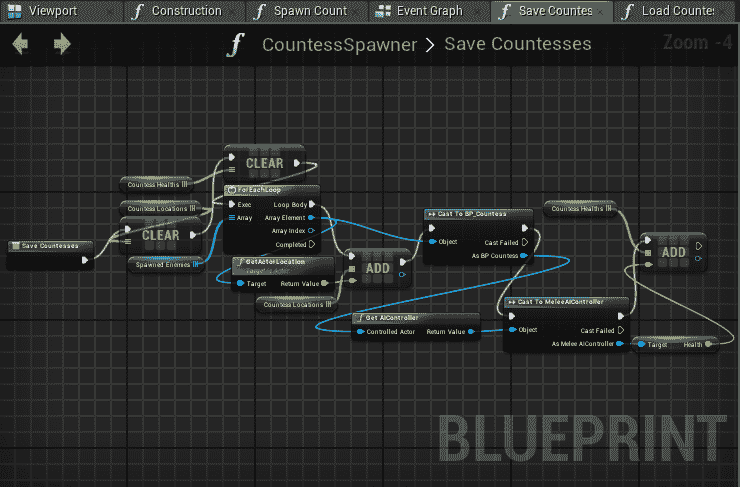 Viewport
Construction
Spawn Count
Event Graph
Save Countes
Load Countes
f CountessSpawner > Save Countesses
Zoom -4
CLEAR
Countess Healths
ForEachLoop
Exec Loop Body
Array Array Element
Array Index
Completed
Countess Locations
CLEAR
Save Countesses
Spawned Enemies
GetActorLocation
Target is Actor
Target Return Value
Countess Locations
ADD
Cast To BP_Countess
Cast Failed
Object
As BP Countess
Countess Healths
ADD
Get AIController
Controlled Actor Return Value
Cast To MeleeAIController
Object Cast Failed
As Melee AIController
Target Health
BLUEPRINT